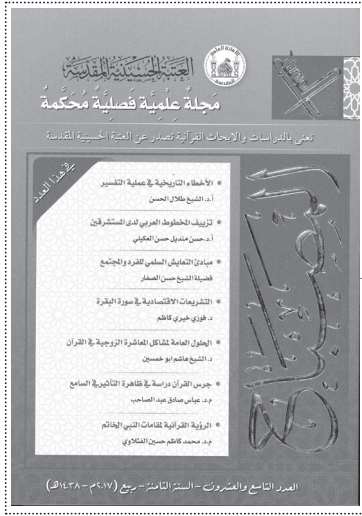 العتبة الحسينية المقدسة
مجلة علمية فصلية محكمة
تعنى بالدراسات والابحاث القرآنية تصدر عن العتبة الحسينية المقدسة
في هذا العدد
الأخطاء التاريخية في عملية التفسير
أ.د. الشيخ طلال الحسن
تزييف المخطوط العربي لدى المستشرقين
أ.د. حسن منديل حسن العكيلي
مبادئ التعايش السلمي للفرد والمجتمع
فضيلة الشيخ حسن الصفار
التشريعات الاقتصادية في سورة البقرة
د. فوزي خيري كاظم
الحلول العامة لمشاكل المعاشرة الزوجية في القرآن
د. الشيخ هاشم ابو خمسين
جرس القرآن دراسة في ظاهرة التأثير في السامع
م.د. عباس صادق عبد الصاحب
الرؤية القرآنية لمقامات النبي الخاتم
م.د. محمد كاظم حسين الفتلاوي
المصباح
العدد التاسع والعشرون - السنة الثامنة - ربيع (٢٠١٧م - ١٤٣٨هـ)